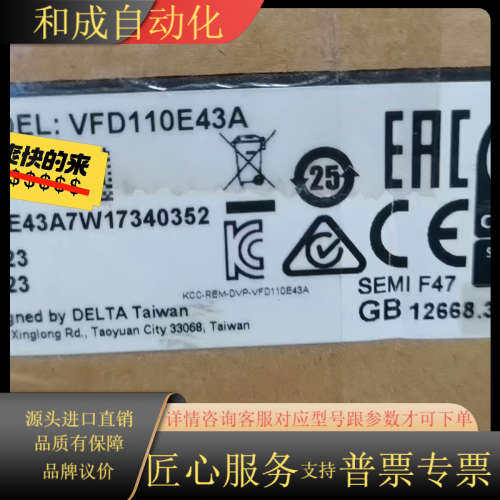 和成自动化
DEL: VFD110E43A
爽快的来
$$$$$
E43A7W17340352
25
EAC
23
23
KCC-REM-DVP-VFD110E43A
CE
SEMI F47
GB 12668.3
gned by DELTA Taiwan
Xinglong Rd., Taoyuan City 33068, Taiwan
源头进口直销
品质有保障
品牌议价
详情咨询客服对应型号跟参数才可下单
匠心服务支持普票专票